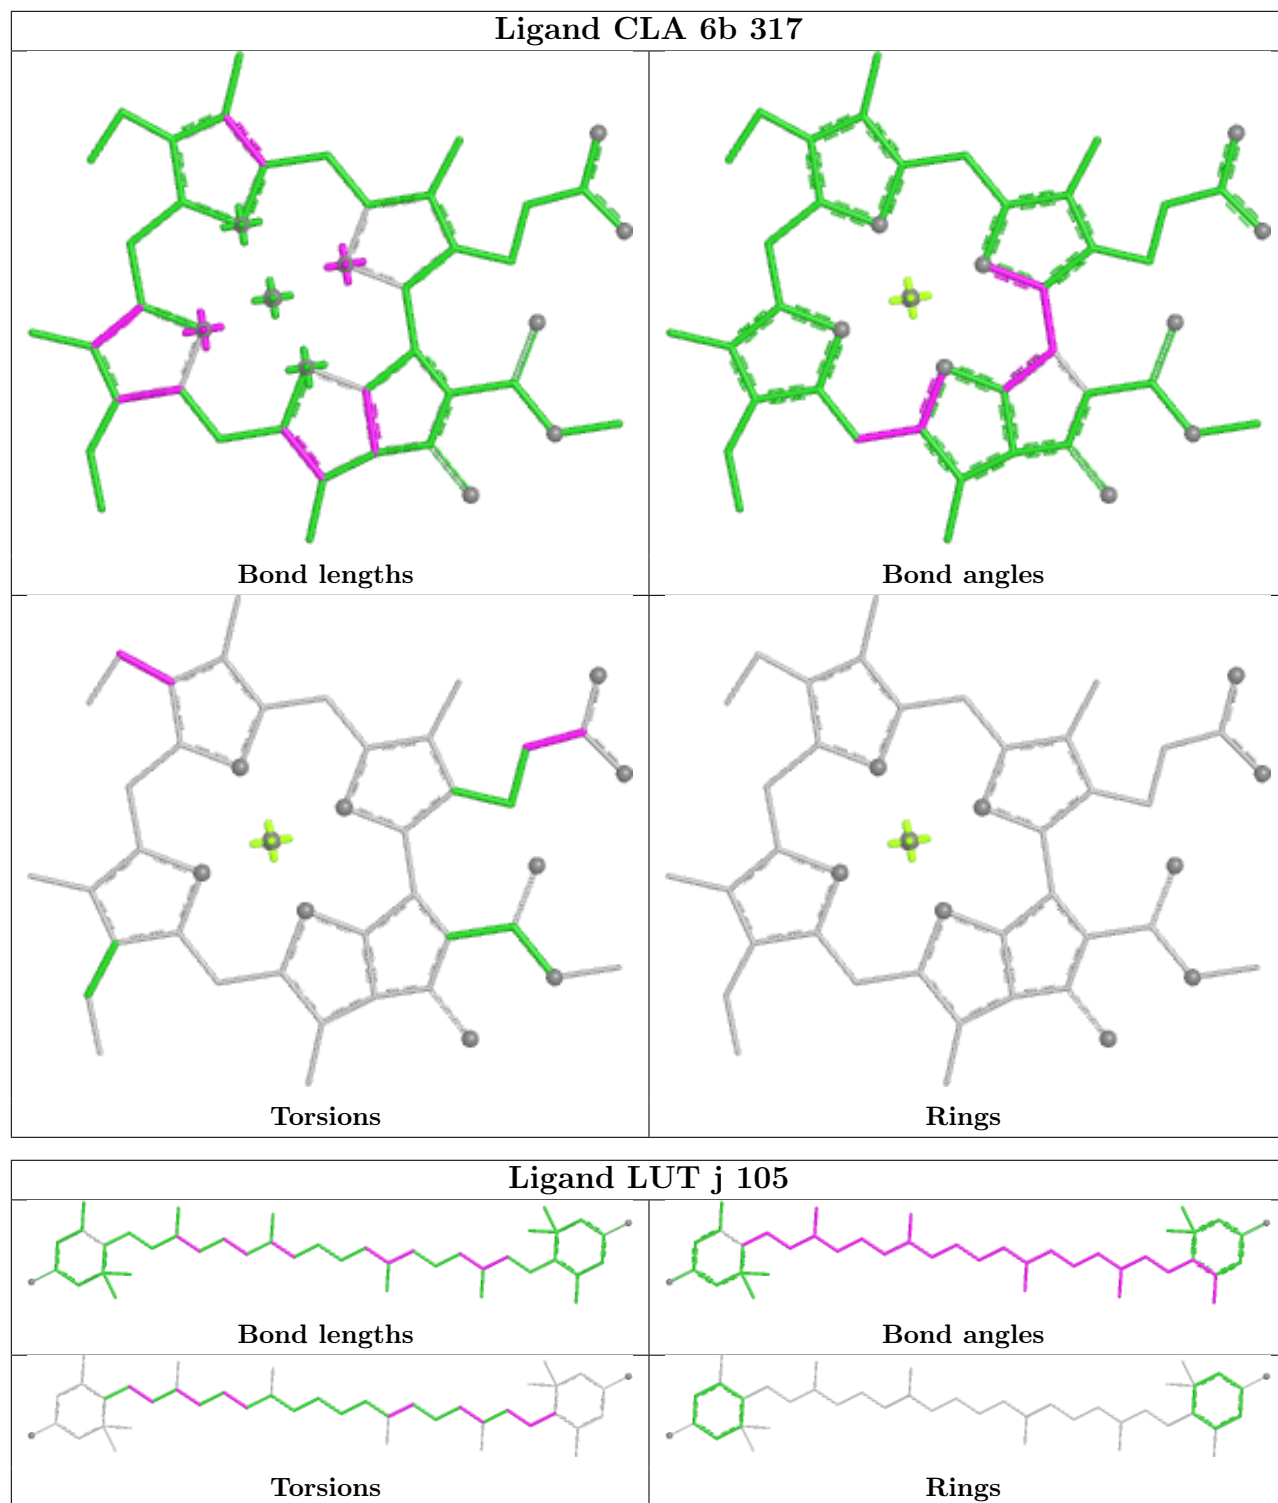 Ligand CLA 6b 317
Bond lengths
Bond angles
Torsions
Rings
Ligand LUT j 105
Bond lengths
Bond angles
Torsions
Rings